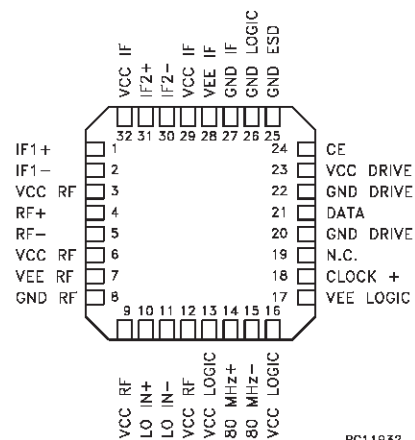 VCC IF
IF2+
IF2-
VCC IF
VEE IF
GND IF
GND LOGIC
GND ESD
32 31 30 29 28 27 26 25
IF1+ 1
IF1- 2
VCC RF 3
RF+ 4
RF- 5
VCC RF 6
VEE RF 7
GND RF 8
24 CE
23 VCC DRIVE
22 GND DRIVE
21 DATA
20 GND DRIVE
19 N.C.
18 CLOCK +
17 VEE LOGIC
9 10 11 12 13 14 15 16
VCC RF
LO IN+
LO IN-
VCC RF
VCC LOGIC
80 MHz+
80 MHz-
VCC LOGIC